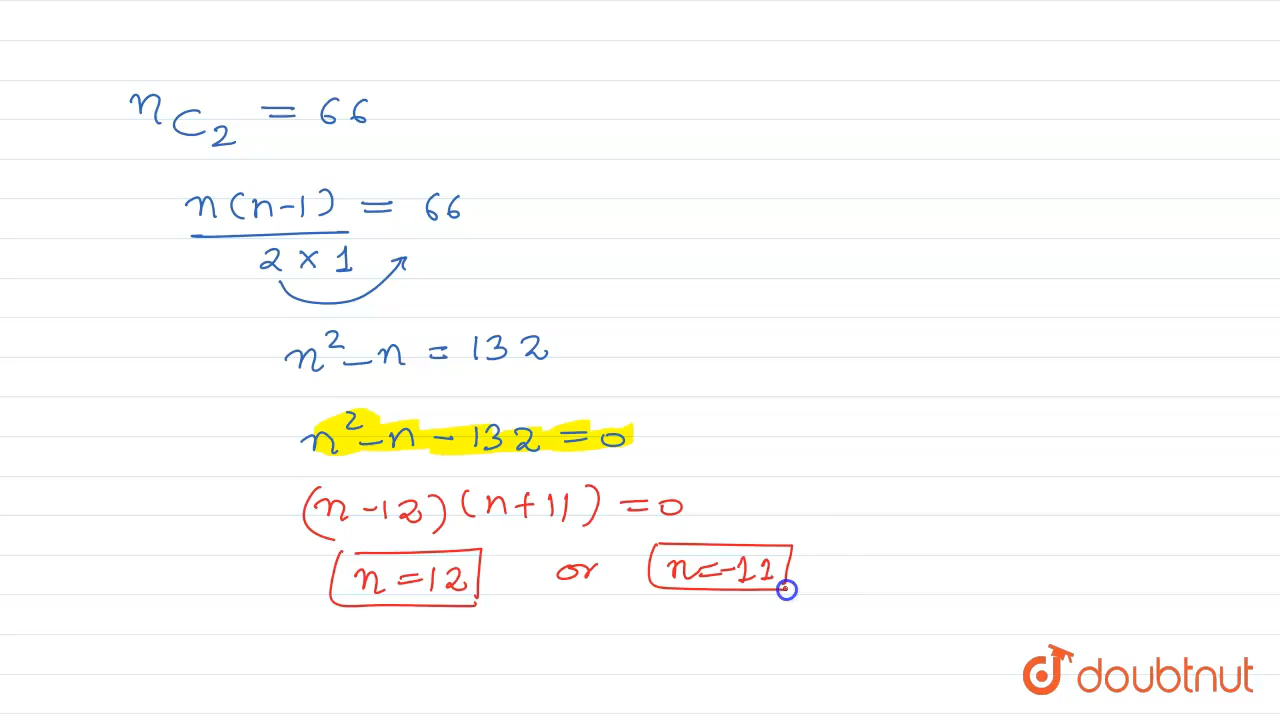 nC2 = 66
n(n-1) = 66
2 × 1
n² - n = 132
n² - n - 132 = 0
(n - 12) (n + 11) = 0
n = 12 or n = -11
doubtnut